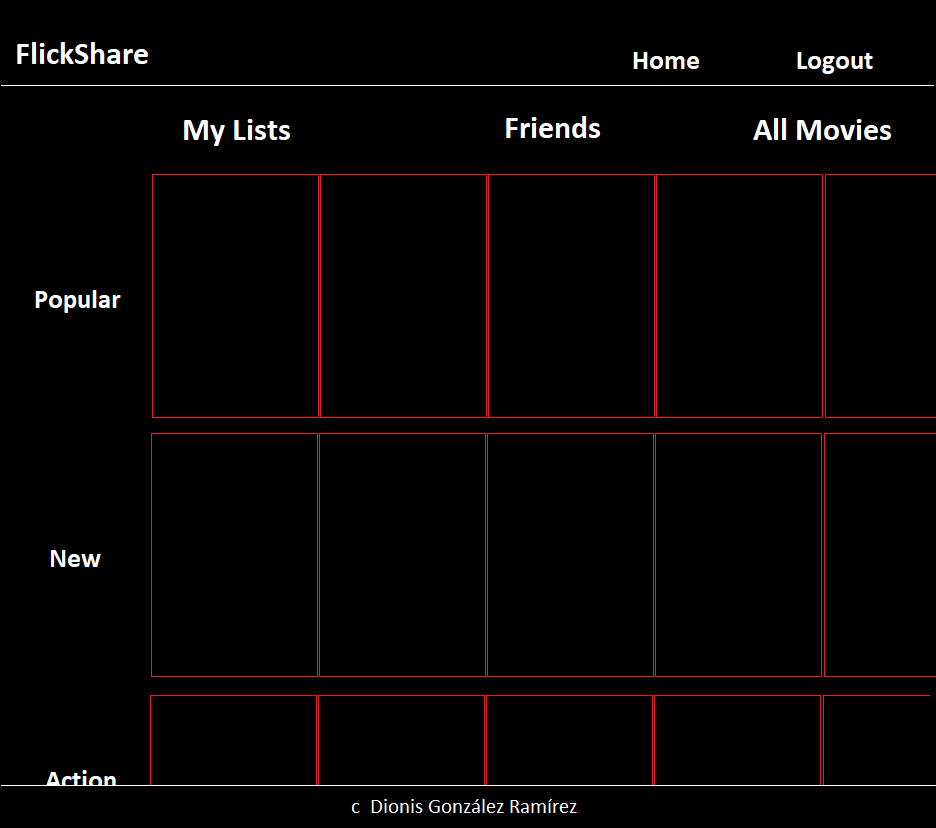 FlickShare
Home Logout
My Lists Friends All Movies
Popular
New
Action
c Dionis González Ramírez